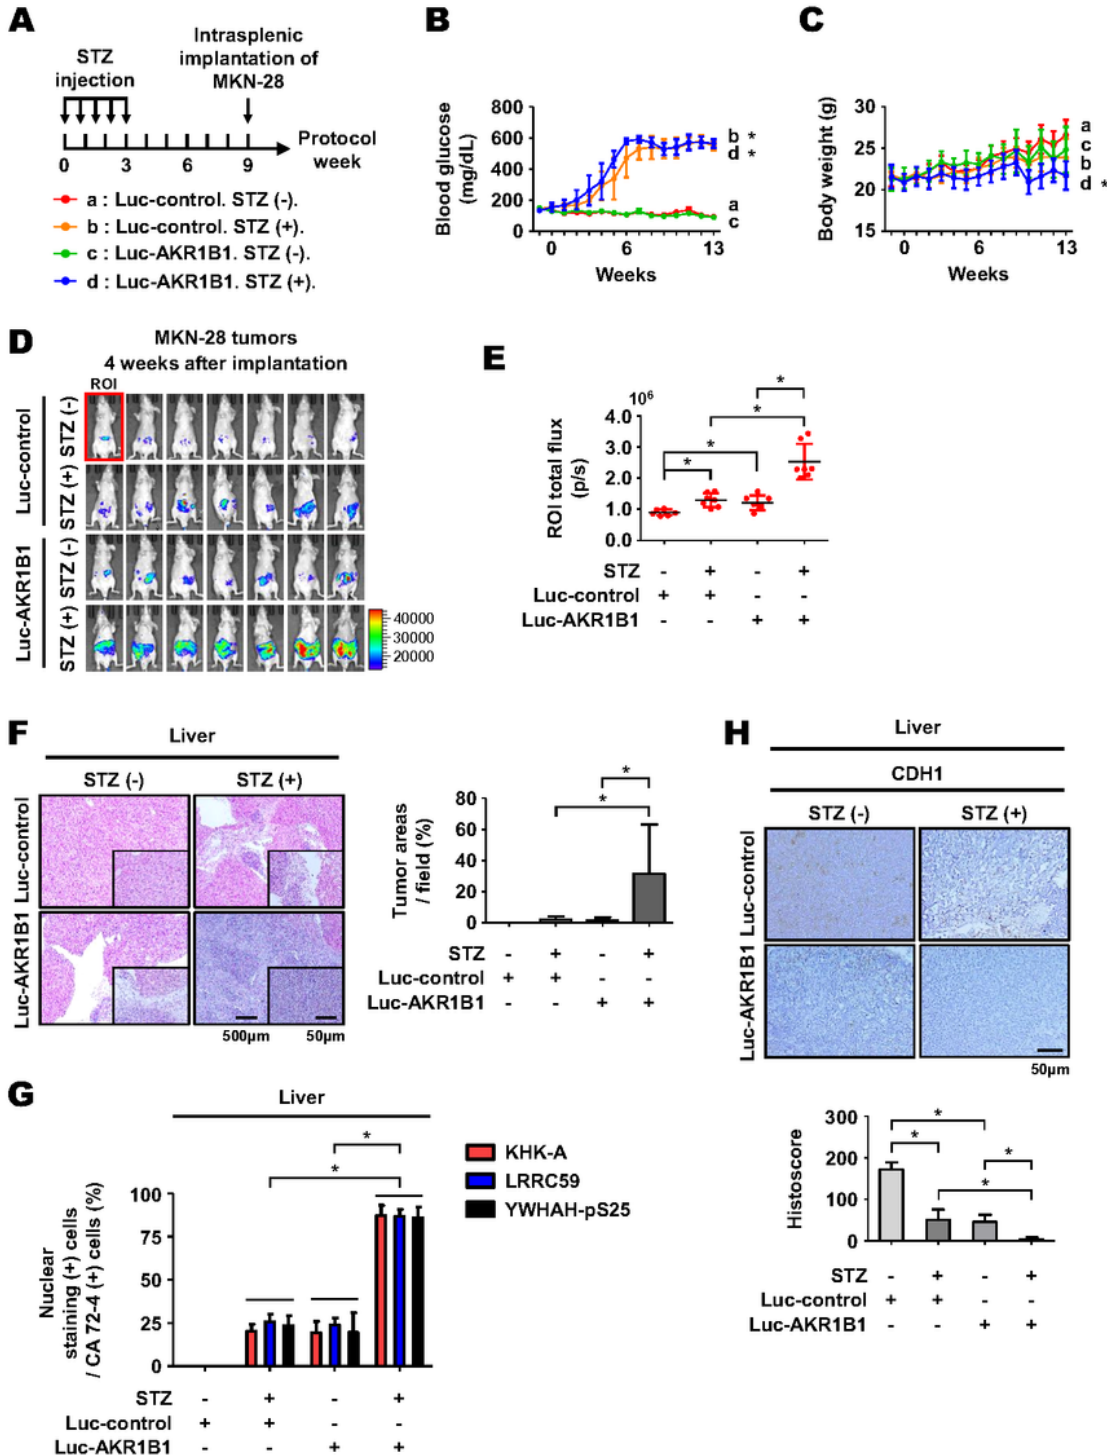 A
STZ
injection
Intrasplenic
implantation of
MKN-28
0 3 6 9
Protocol
week
a : Luc-control. STZ (-).
b : Luc-control. STZ (+).
c : Luc-AKR1B1. STZ (-).
d : Luc-AKR1B1. STZ (+).
B
Blood glucose
(mg/dL)
800
600
400
200
0
0 6 13
Weeks
b *
d *
a
c
C
Body weight (g)
30
25
20
15
0 13
Weeks
a
c
b
d *
D
MKN-28 tumors
4 weeks after implantation
ROI
Luc-control
STZ (-)
STZ (+)
Luc-AKR1B1
STZ (-)
STZ (+)
40000
30000
20000
E
10⁶
ROI total flux
(p/s)
4.0
3.0
2.0
1.0
0.0
* * * *
STZ - + - +
Luc-control + + - -
Luc-AKR1B1 - - + +
F
Liver
STZ (-) STZ (+)
Luc-control
Luc-AKR1B1
500µm 50µm
Tumor areas
/ field (%)
80
60
40
20
0
* *
STZ - + - +
Luc-control + + - -
Luc-AKR1B1 - - + +
G
Liver
Nuclear
staining (+) cells
/ CA 72-4 (+) cells (%)
100
75
50
25
0
* *
KHK-A
LRRC59
YWHAH-pS25
STZ - + - +
Luc-control + + - -
Luc-AKR1B1 - - + +
H
Liver
CDH1
STZ (-) STZ (+)
Luc-control
Luc-AKR1B1
50µm
Histoscore
300
200
100
0
* * * *
STZ - + - +
Luc-control + + - -
Luc-AKR1B1 - - + +